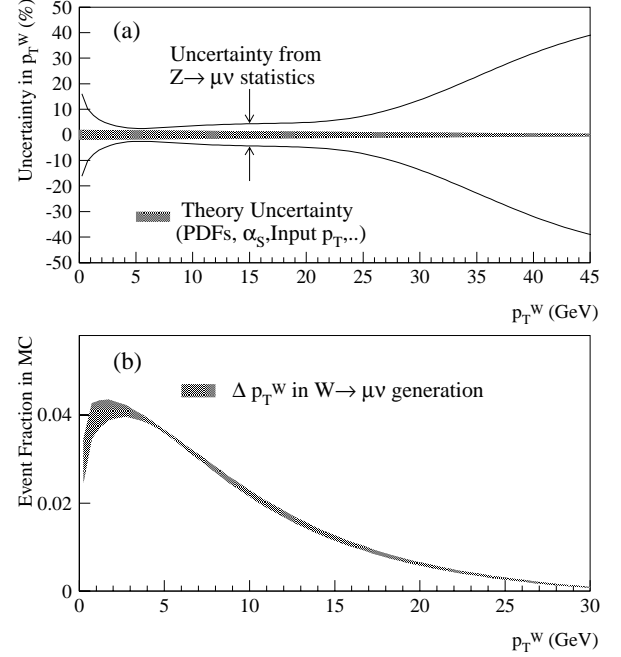 Uncertainty in pTW (%)
50
40
30
20
10
0
-10
-20
-30
-40
-50
(a)
Uncertainty from
Z→ μν statistics
Theory Uncertainty
(PDFs, αS,Input pT,..)
0 5 10 15 20 25 30 35 40 45
pTW (GeV)
Event Fraction in MC
0.04
0.02
0
(b)
Δ pTW in W→ μν generation
0 5 10 15 20 25 30
pTW (GeV)